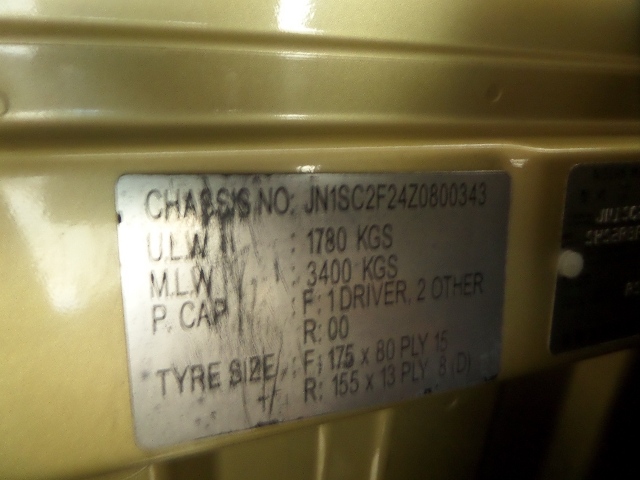 CHASSIS NO: JN1SC2F24Z0800343
U.L.W : 1780 KGS
M.L.W : 3400 KGS
P. CAP : F: 1 DRIVER, 2 OTHER
R: 00
TYRE SIZE : F: 175 x 80 PLY 15
R: 155 x 13 PLY 8 (D)